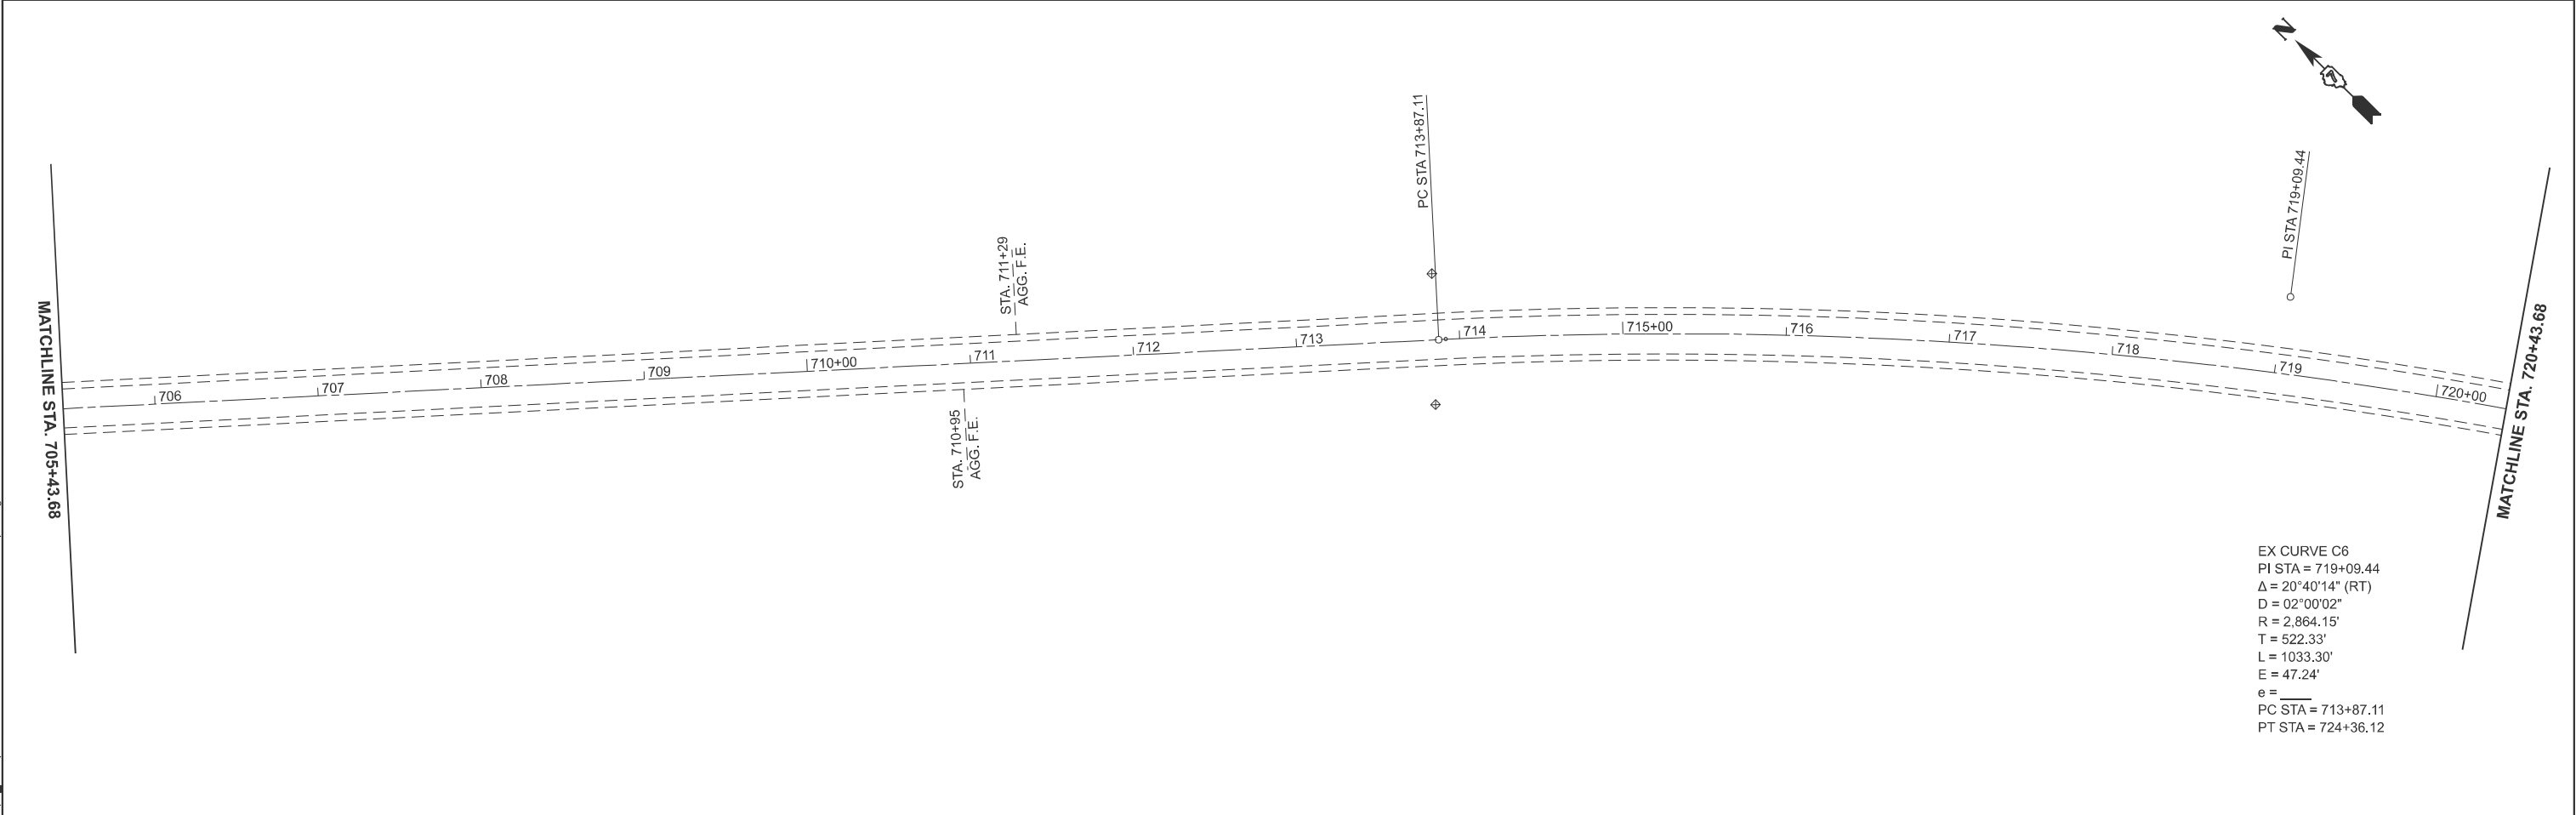 N
7
PC STA 713+87.11
PI STA 719+09.44
STA. 711+29
AGG. F.E.
MATCHLINE STA. 705+43.68
706
707
708
709
710+00
711
712
713
714
715+00
716
717
718
719
720+00
MATCHLINE STA. 720+43.68
STA. 710+95
AGG. F.E.
EX CURVE C6
PI STA = 719+09.44
Δ = 20°40'14" (RT)
D = 02°00'02"
R = 2,864.15'
T = 522.33'
L = 1033.30'
E = 47.24'
e = ____
PC STA = 713+87.11
PT STA = 724+36.12